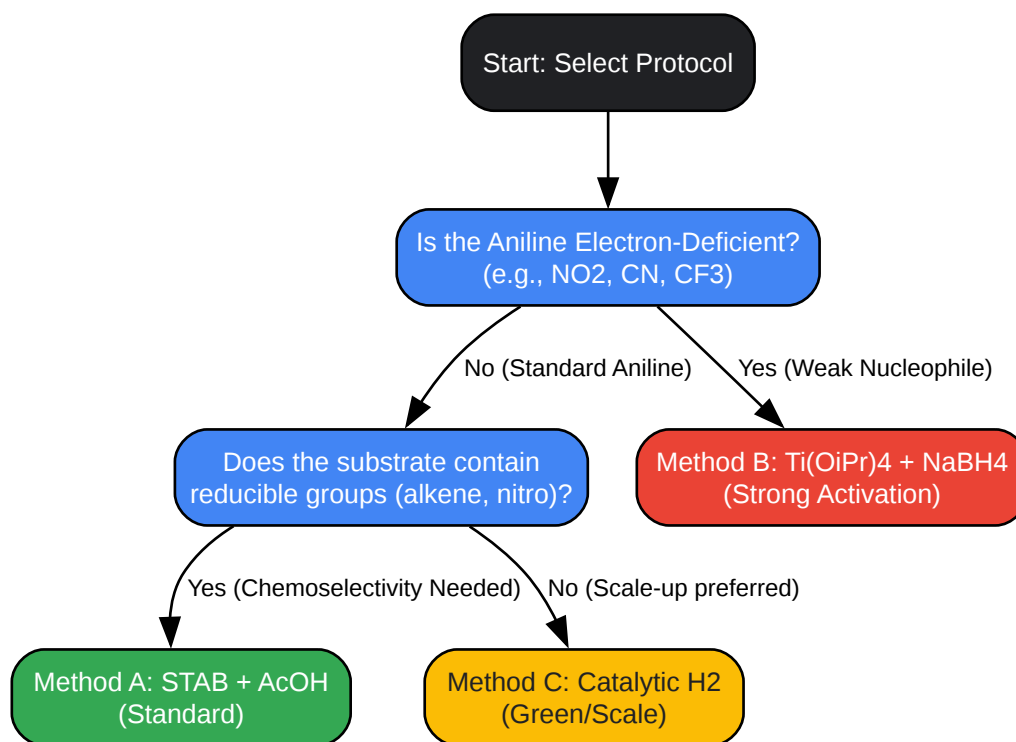 Start: Select Protocol
Is the Aniline Electron-Deficient?
(e.g., NO2, CN, CF3)
No (Standard Aniline)
Yes (Weak Nucleophile)
Does the substrate contain
reducible groups (alkene, nitro)?
Method B: Ti(OiPr)4 + NaBH4
(Strong Activation)
Yes (Chemoselectivity Needed)
No (Scale-up preferred)
Method A: STAB + AcOH
(Standard)
Method C: Catalytic H2
(Green/Scale)